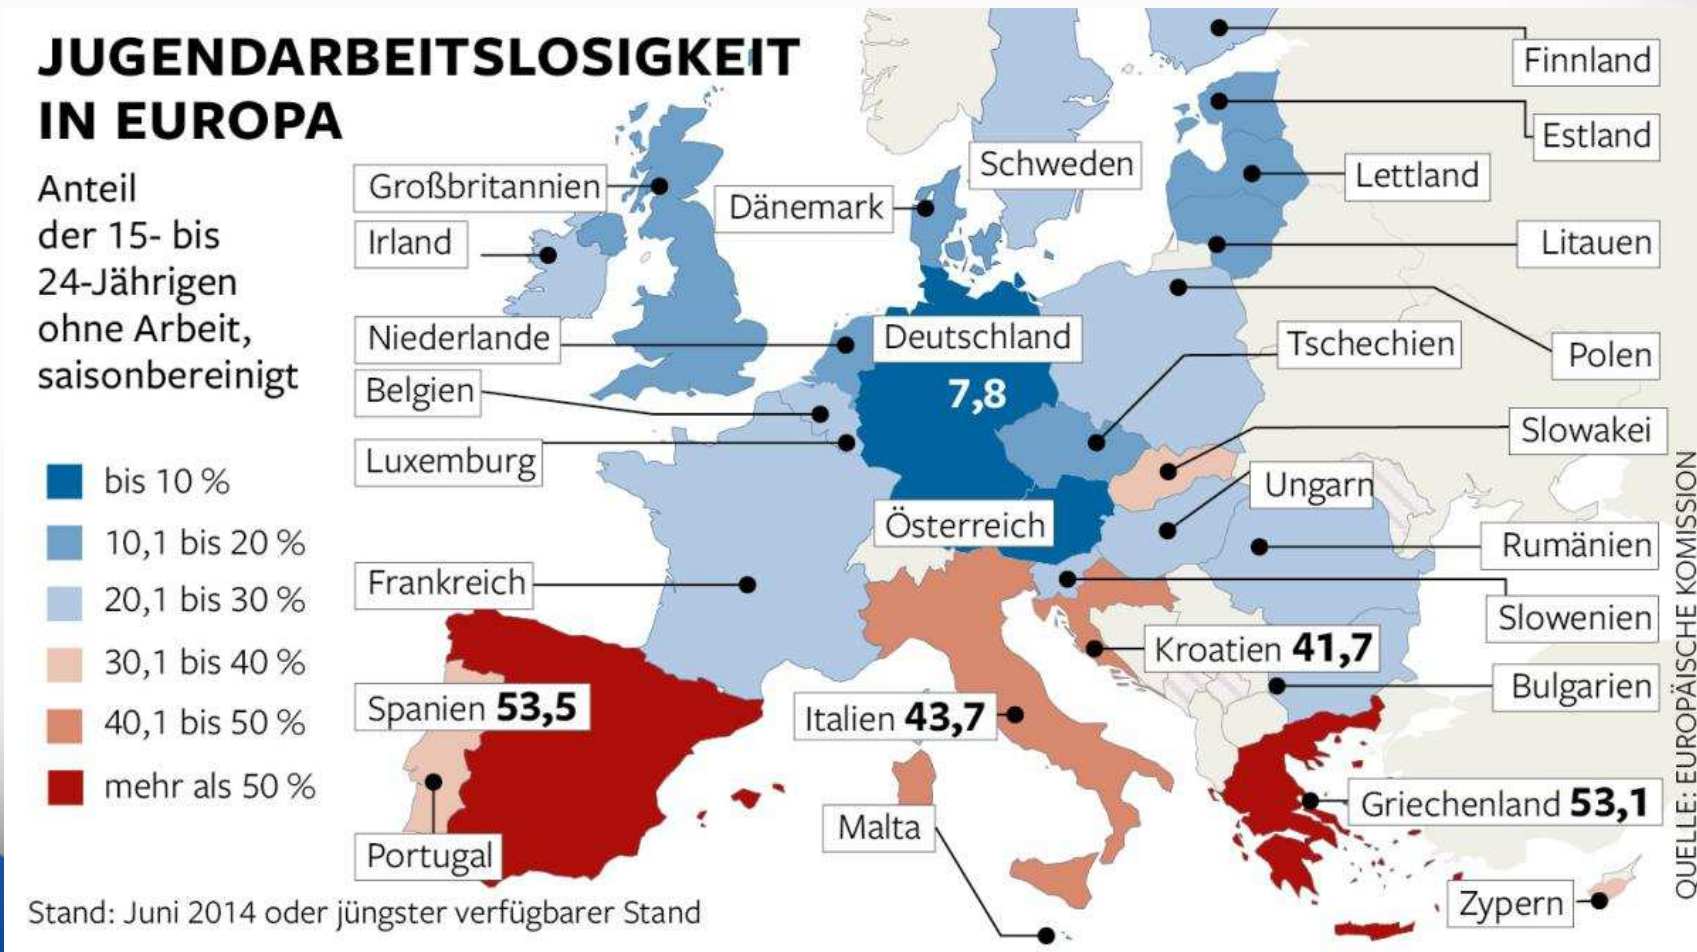 JUGENDARBEITSLOSIGKEIT
IN EUROPA
Anteil
der 15- bis
24-Jährigen
ohne Arbeit,
saisonbereinigt
bis 10 %
10,1 bis 20 %
20,1 bis 30 %
30,1 bis 40 %
40,1 bis 50 %
mehr als 50 %
Finnland
Estland
Schweden
Lettland
Großbritannien
Dänemark
Irland
Litauen
Niederlande
Deutschland
7,8
Tschechien
Polen
Belgien
Slowakei
Luxemburg
Ungarn
Österreich
Rumänien
Frankreich
Slowenien
Kroatien 41,7
Bulgarien
Spanien 53,5
Italien 43,7
Griechenland 53,1
Malta
Portugal
Zypern
Stand: Juni 2014 oder jüngster verfügbarer Stand
QUELLE: EUROPÄISCHE KOMISSION